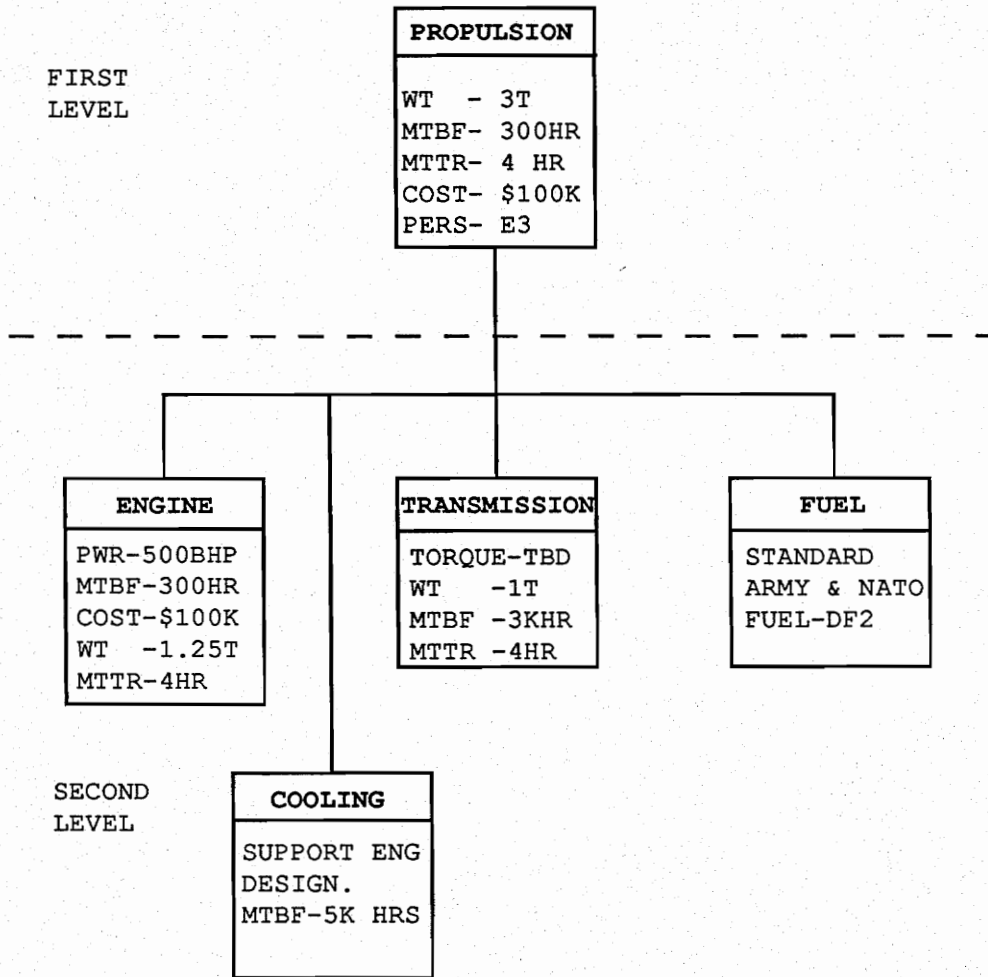 PROPULSION
FIRST
LEVEL
WT - 3T
MTBF- 300HR
MTTR- 4 HR
COST- $100K
PERS- E3
ENGINE
PWR-500BHP
MTBF-300HR
COST-$100K
WT -1.25T
MTTR-4HR
TRANSMISSION
TORQUE-TBD
WT -1T
MTBF -3KHR
MTTR -4HR
FUEL
STANDARD
ARMY & NATO
FUEL-DF2
SECOND
LEVEL
COOLING
SUPPORT ENG
DESIGN.
MTBF-5K HRS